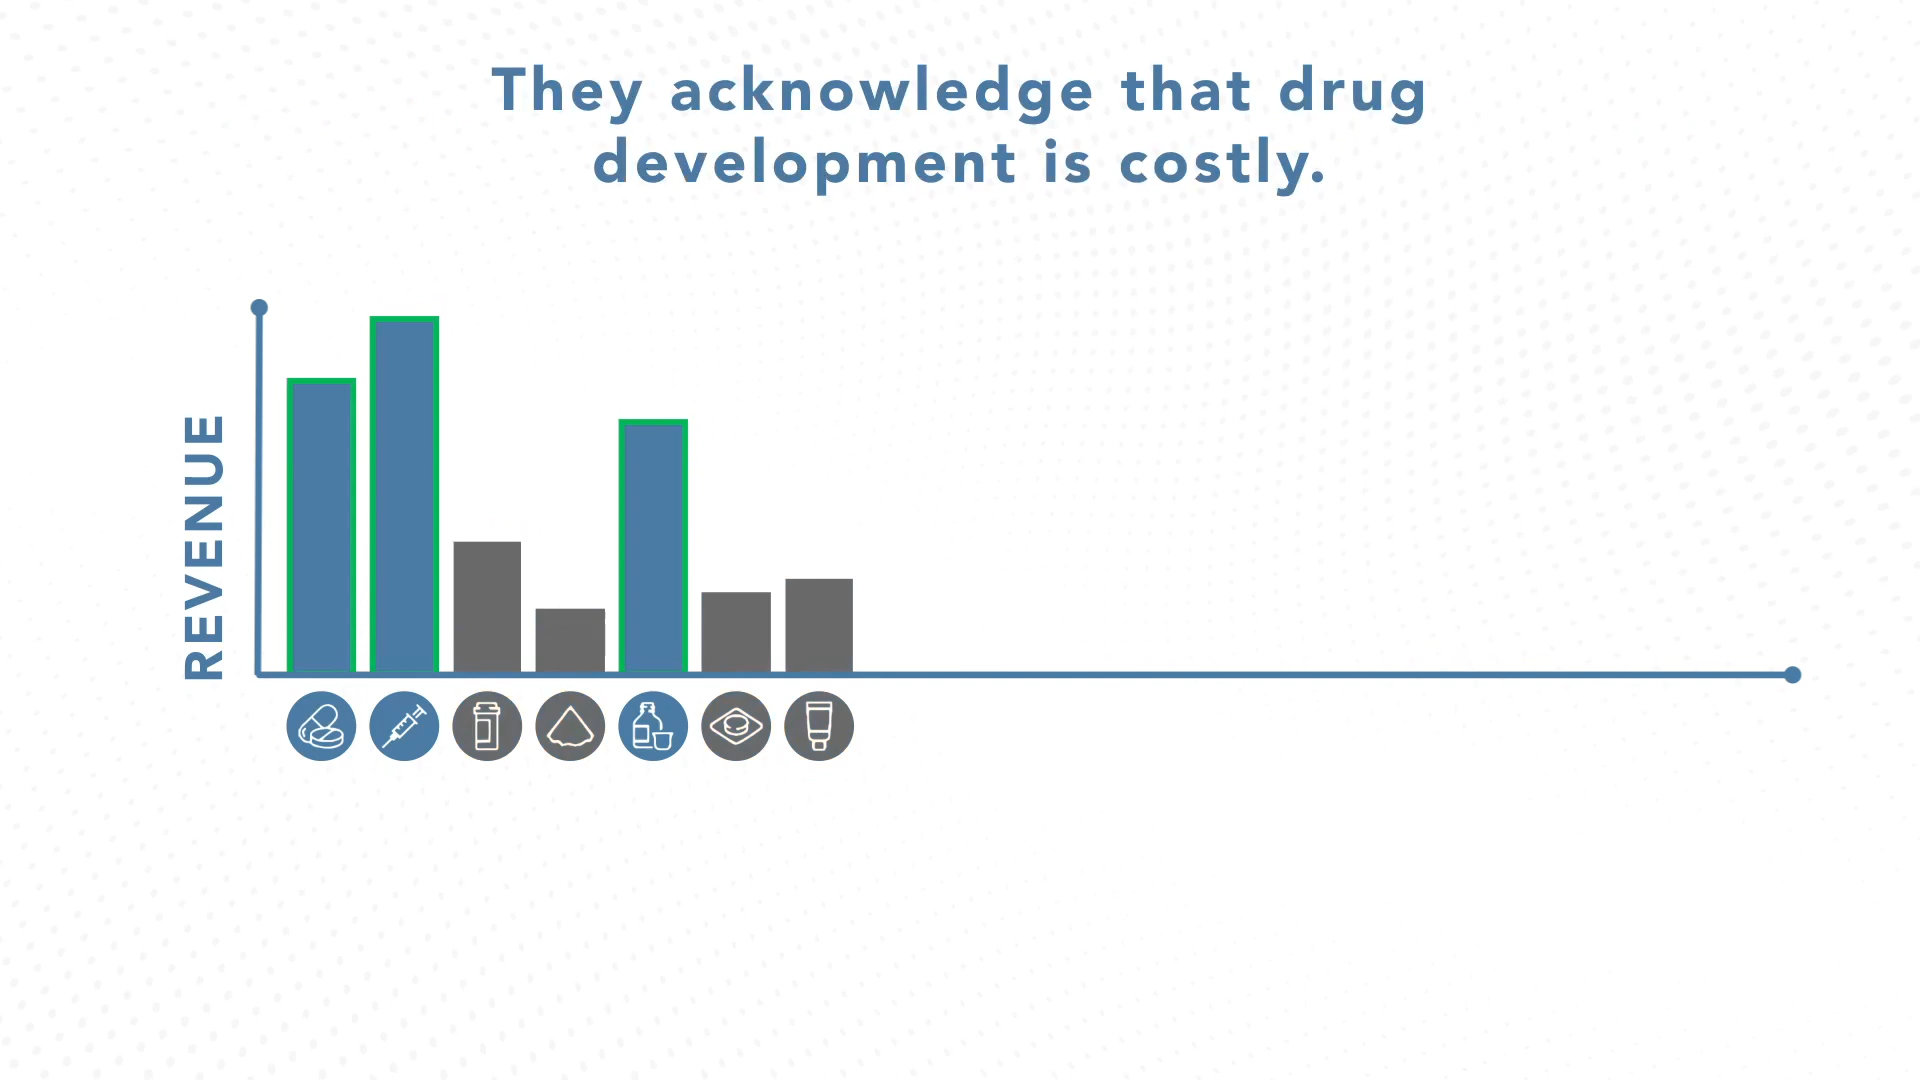 They acknowledge that drug
development is costly.
REVENUE